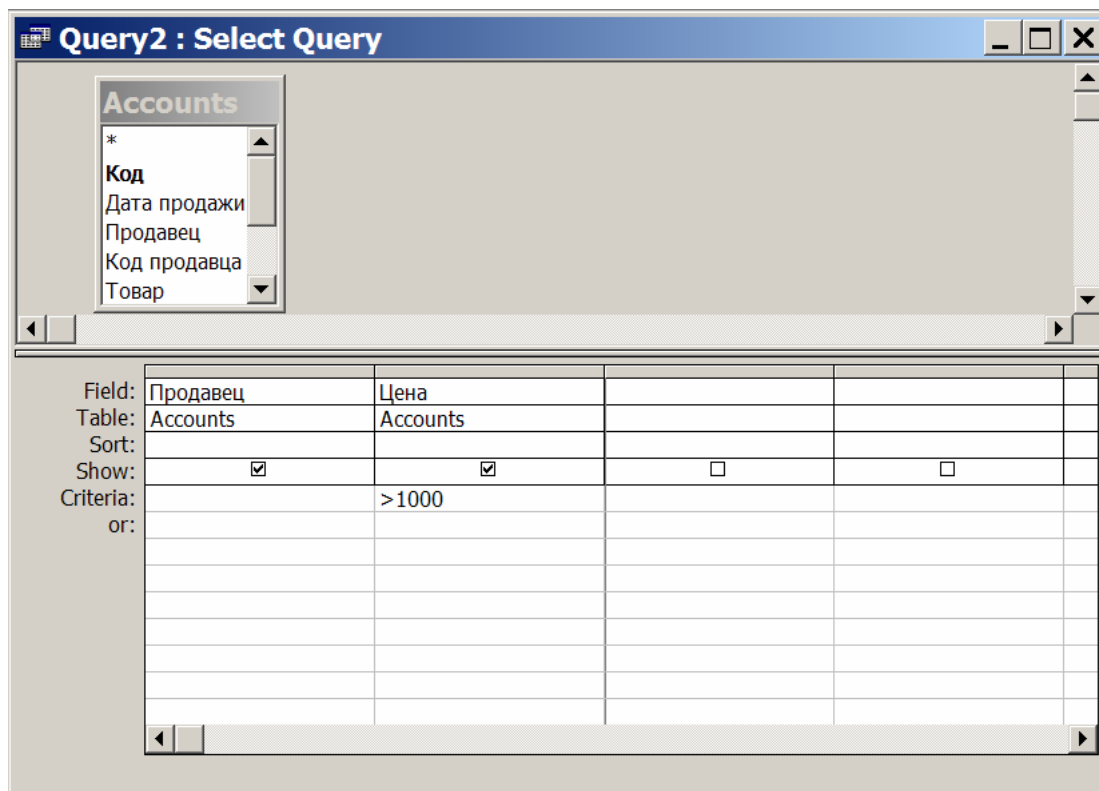 Query2 : Select Query
Accounts
*
Код
Дата продажи
Продавец
Код продавца
Товар
Field: Продавец Цена
Table: Accounts Accounts
Sort:
Show:
Criteria: >1000
or: